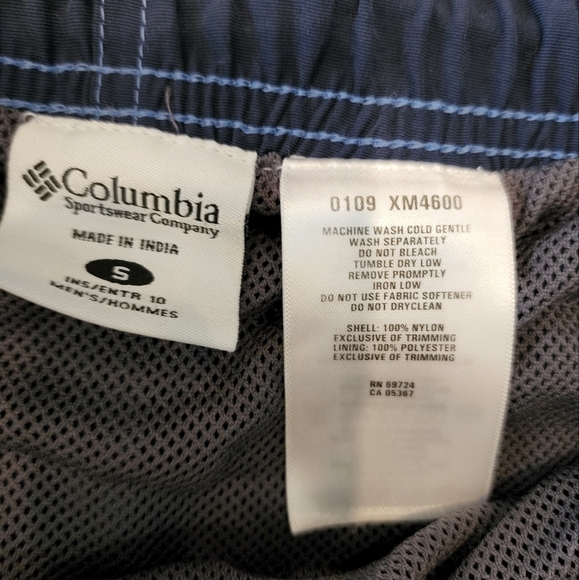 Columbia
Sportswear Company
MADE IN INDIA
S
INS/ENTR 10
MEN'S/HOMMES
0109 XM4600
MACHINE WASH COLD GENTLE
WASH SEPARATELY
DO NOT BLEACH
TUMBLE DRY LOW
REMOVE PROMPTLY
IRON LOW
DO NOT USE FABRIC SOFTENER
DO NOT DRYCLEAN
SHELL: 100% NYLON
EXCLUSIVE OF TRIMMING
LINING: 100% POLYESTER
EXCLUSIVE OF TRIMMING
RN 69724
CA 05367